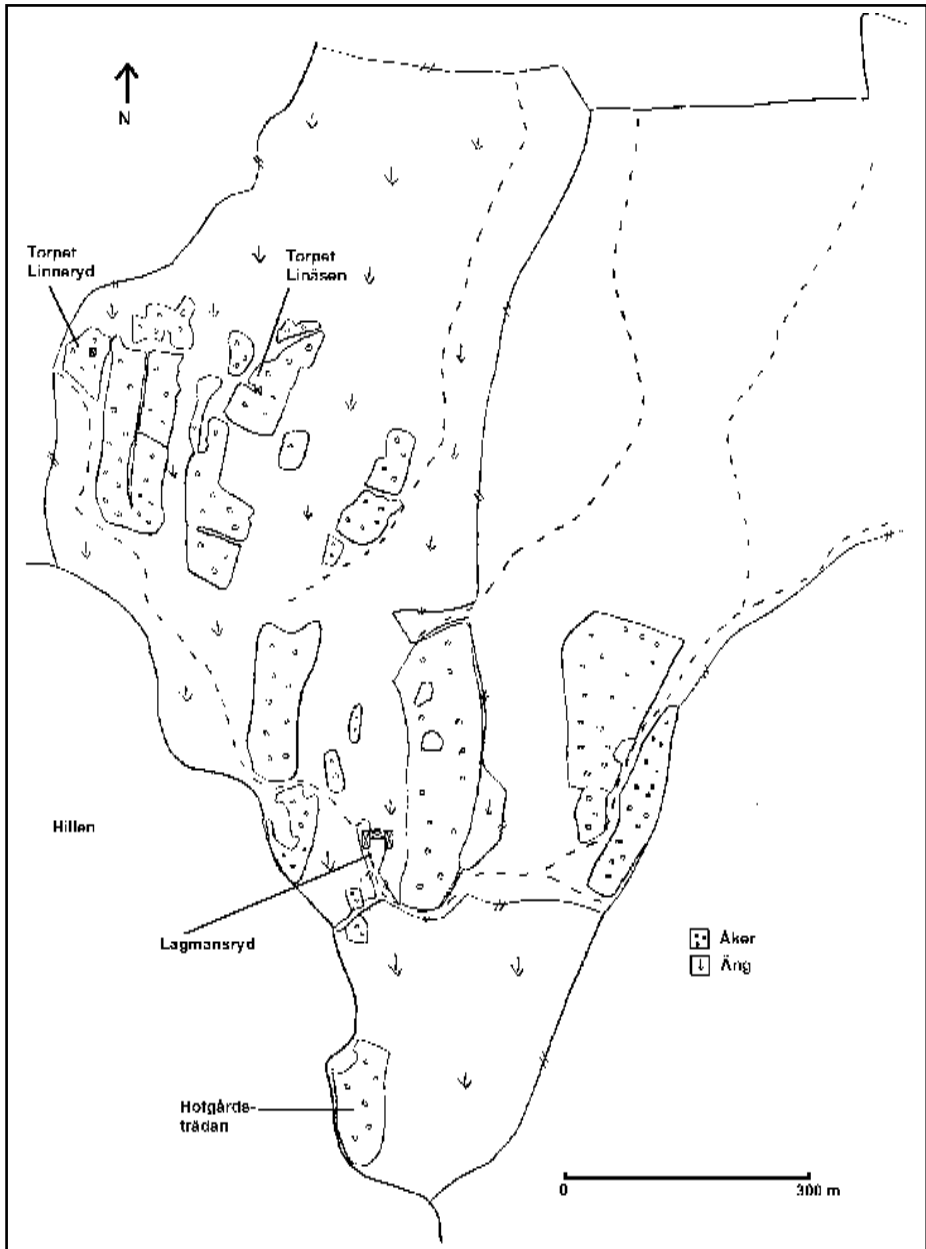 N
Torpet
Linneryd
Torpet
Linåsen
Hillen
Lagmansryd
Åker
Äng
Hofgårds-
trädan
0
300 m